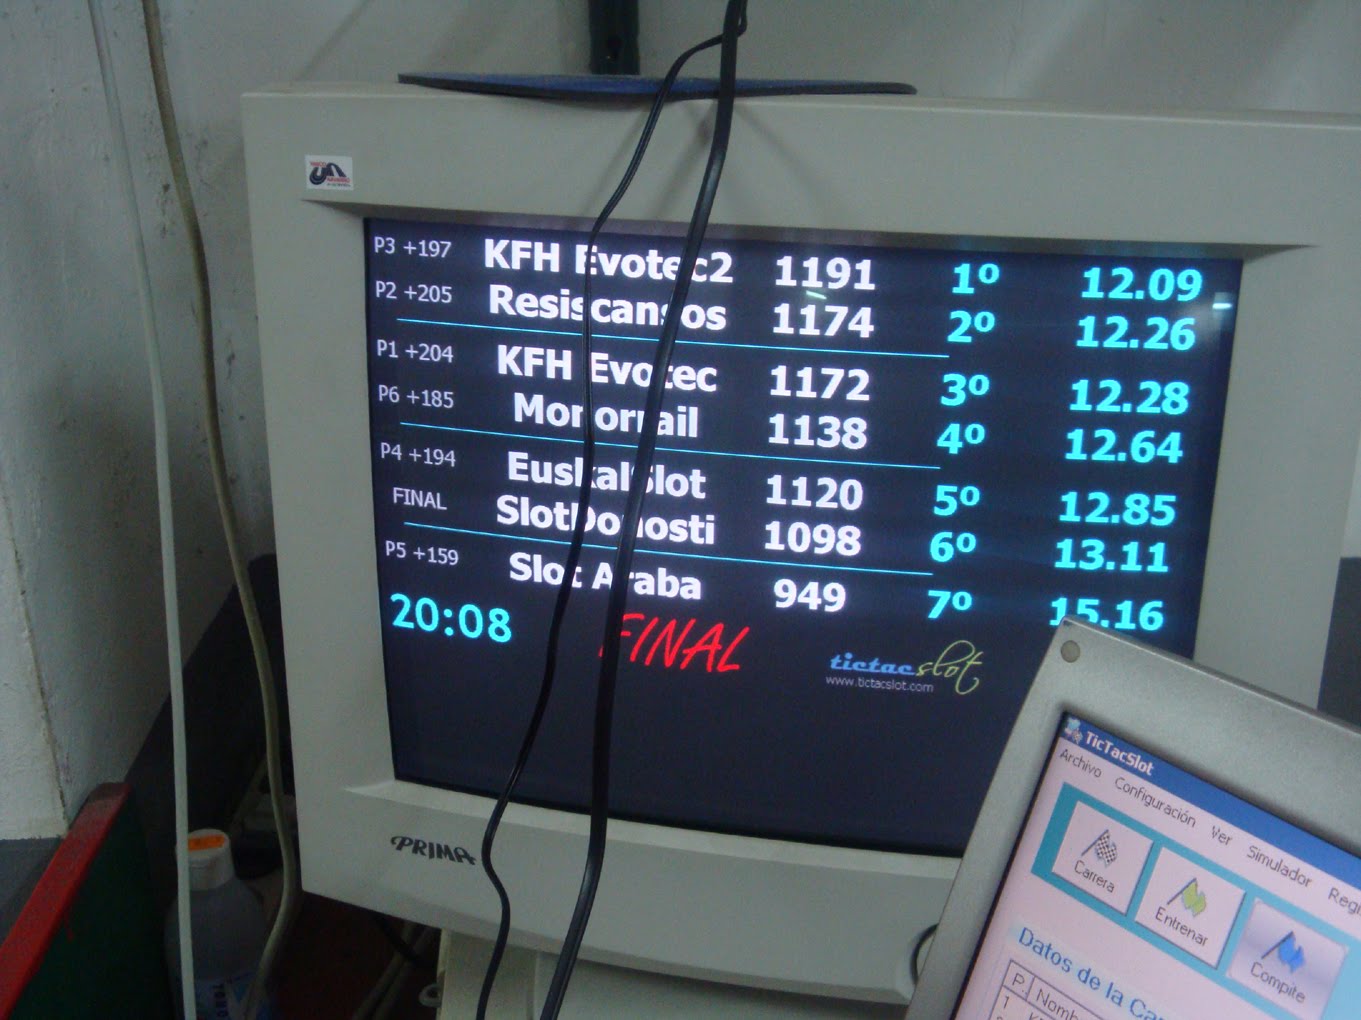 P3 +197 KFH Evotec2 1191 1º 12.09
P2 +205 Resiscansos 1174 2º 12.26
P1 +204 KFH Evotec 1172 3º 12.28
P6 +185 Monorrail 1138 4º 12.64
P4 +194 EuskalSlot 1120 5º 12.85
FINAL SlotDonosti 1098 6º 13.11
P5 +159 Slot Araba 949 7º 15.16
20:08 FINAL tictacslot
www.tictacslot.com
PRIMA
TicTacSlot
Archivo Configuración Ver Simulador
Carrera Entrenar Compite
Datos de la
P. Nomb
1